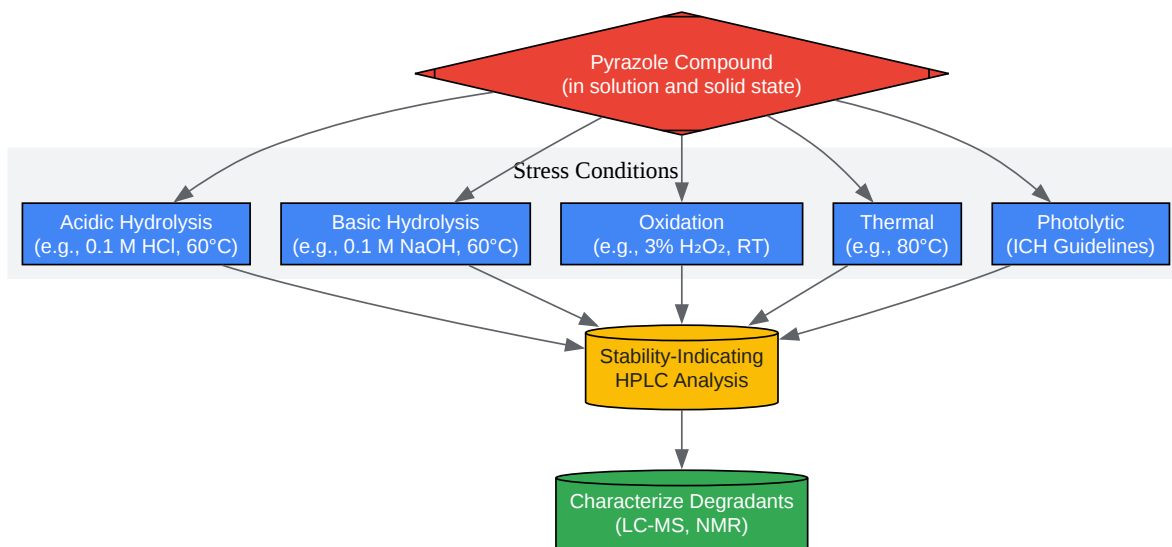 Pyrazole Compound
(in solution and solid state)
Stress Conditions
Acidic Hydrolysis
(e.g., 0.1 M HCl, 60°C)
Basic Hydrolysis
(e.g., 0.1 M NaOH, 60°C)
Oxidation
(e.g., 3% H₂O₂, RT)
Thermal
(e.g., 80°C)
Photolytic
(ICH Guidelines)
Stability-Indicating
HPLC Analysis
Characterize Degradants
(LC-MS, NMR)